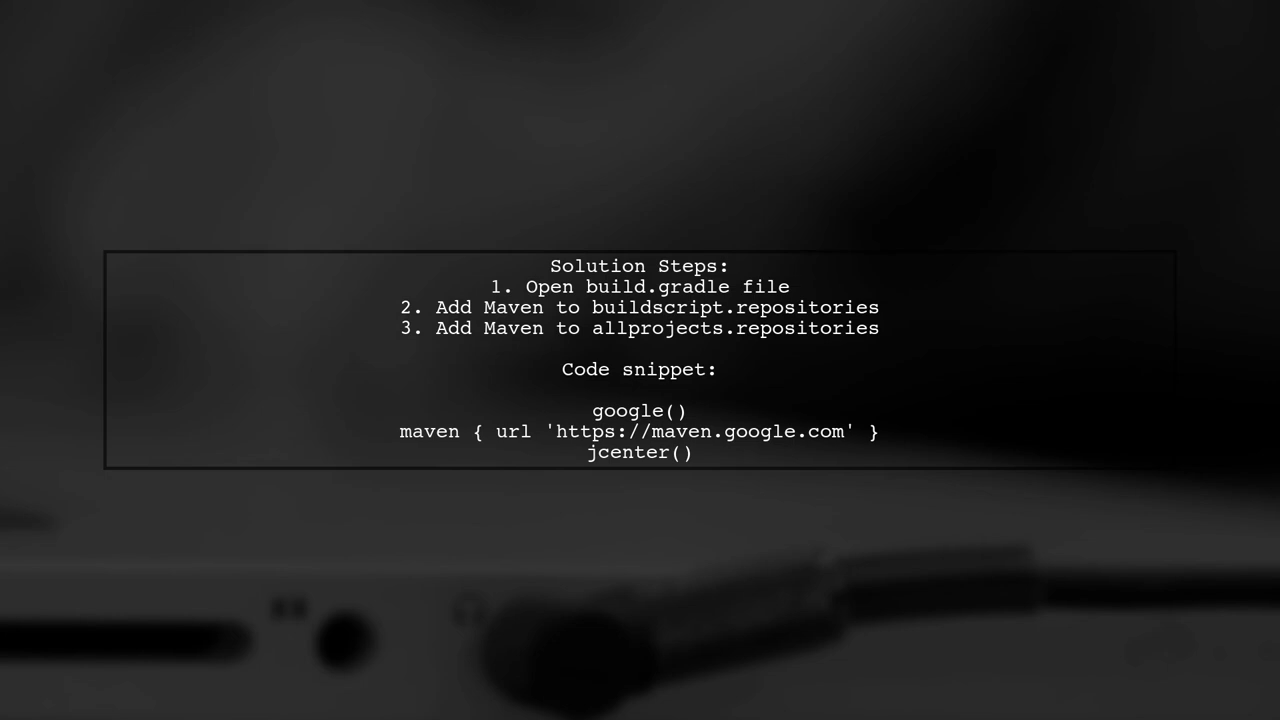 Solution Steps:
1. Open build.gradle file
2. Add Maven to buildscript.repositories
3. Add Maven to allprojects.repositories
Code snippet:
google()
maven { url 'https://maven.google.com' }
jcenter()